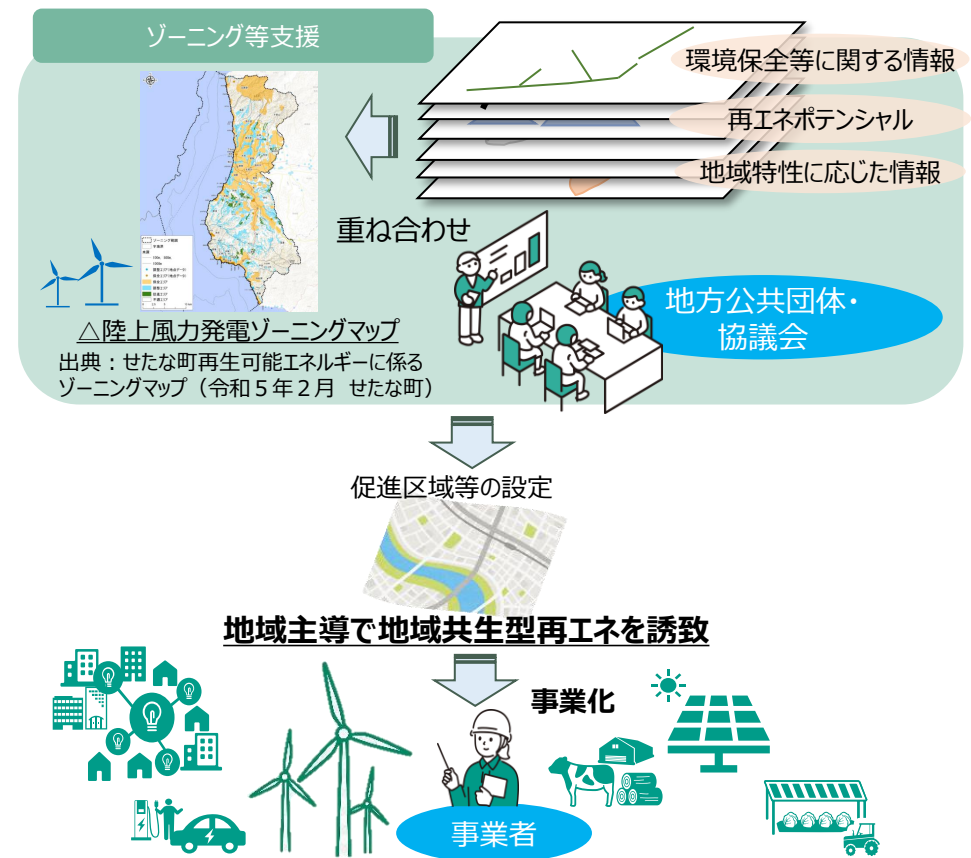 ゾーニング等支援
環境保全等に関する情報
再エネポテンシャル
地域特性に応じた情報
重ね合わせ
地方公共団体・
協議会
△陸上風力発電ゾーニングマップ
出典：せたな町再生可能エネルギーに係る
ゾーニングマップ（令和５年２月 せたな町）
促進区域等の設定
地域主導で地域共生型再エネを誘致
事業化
事業者